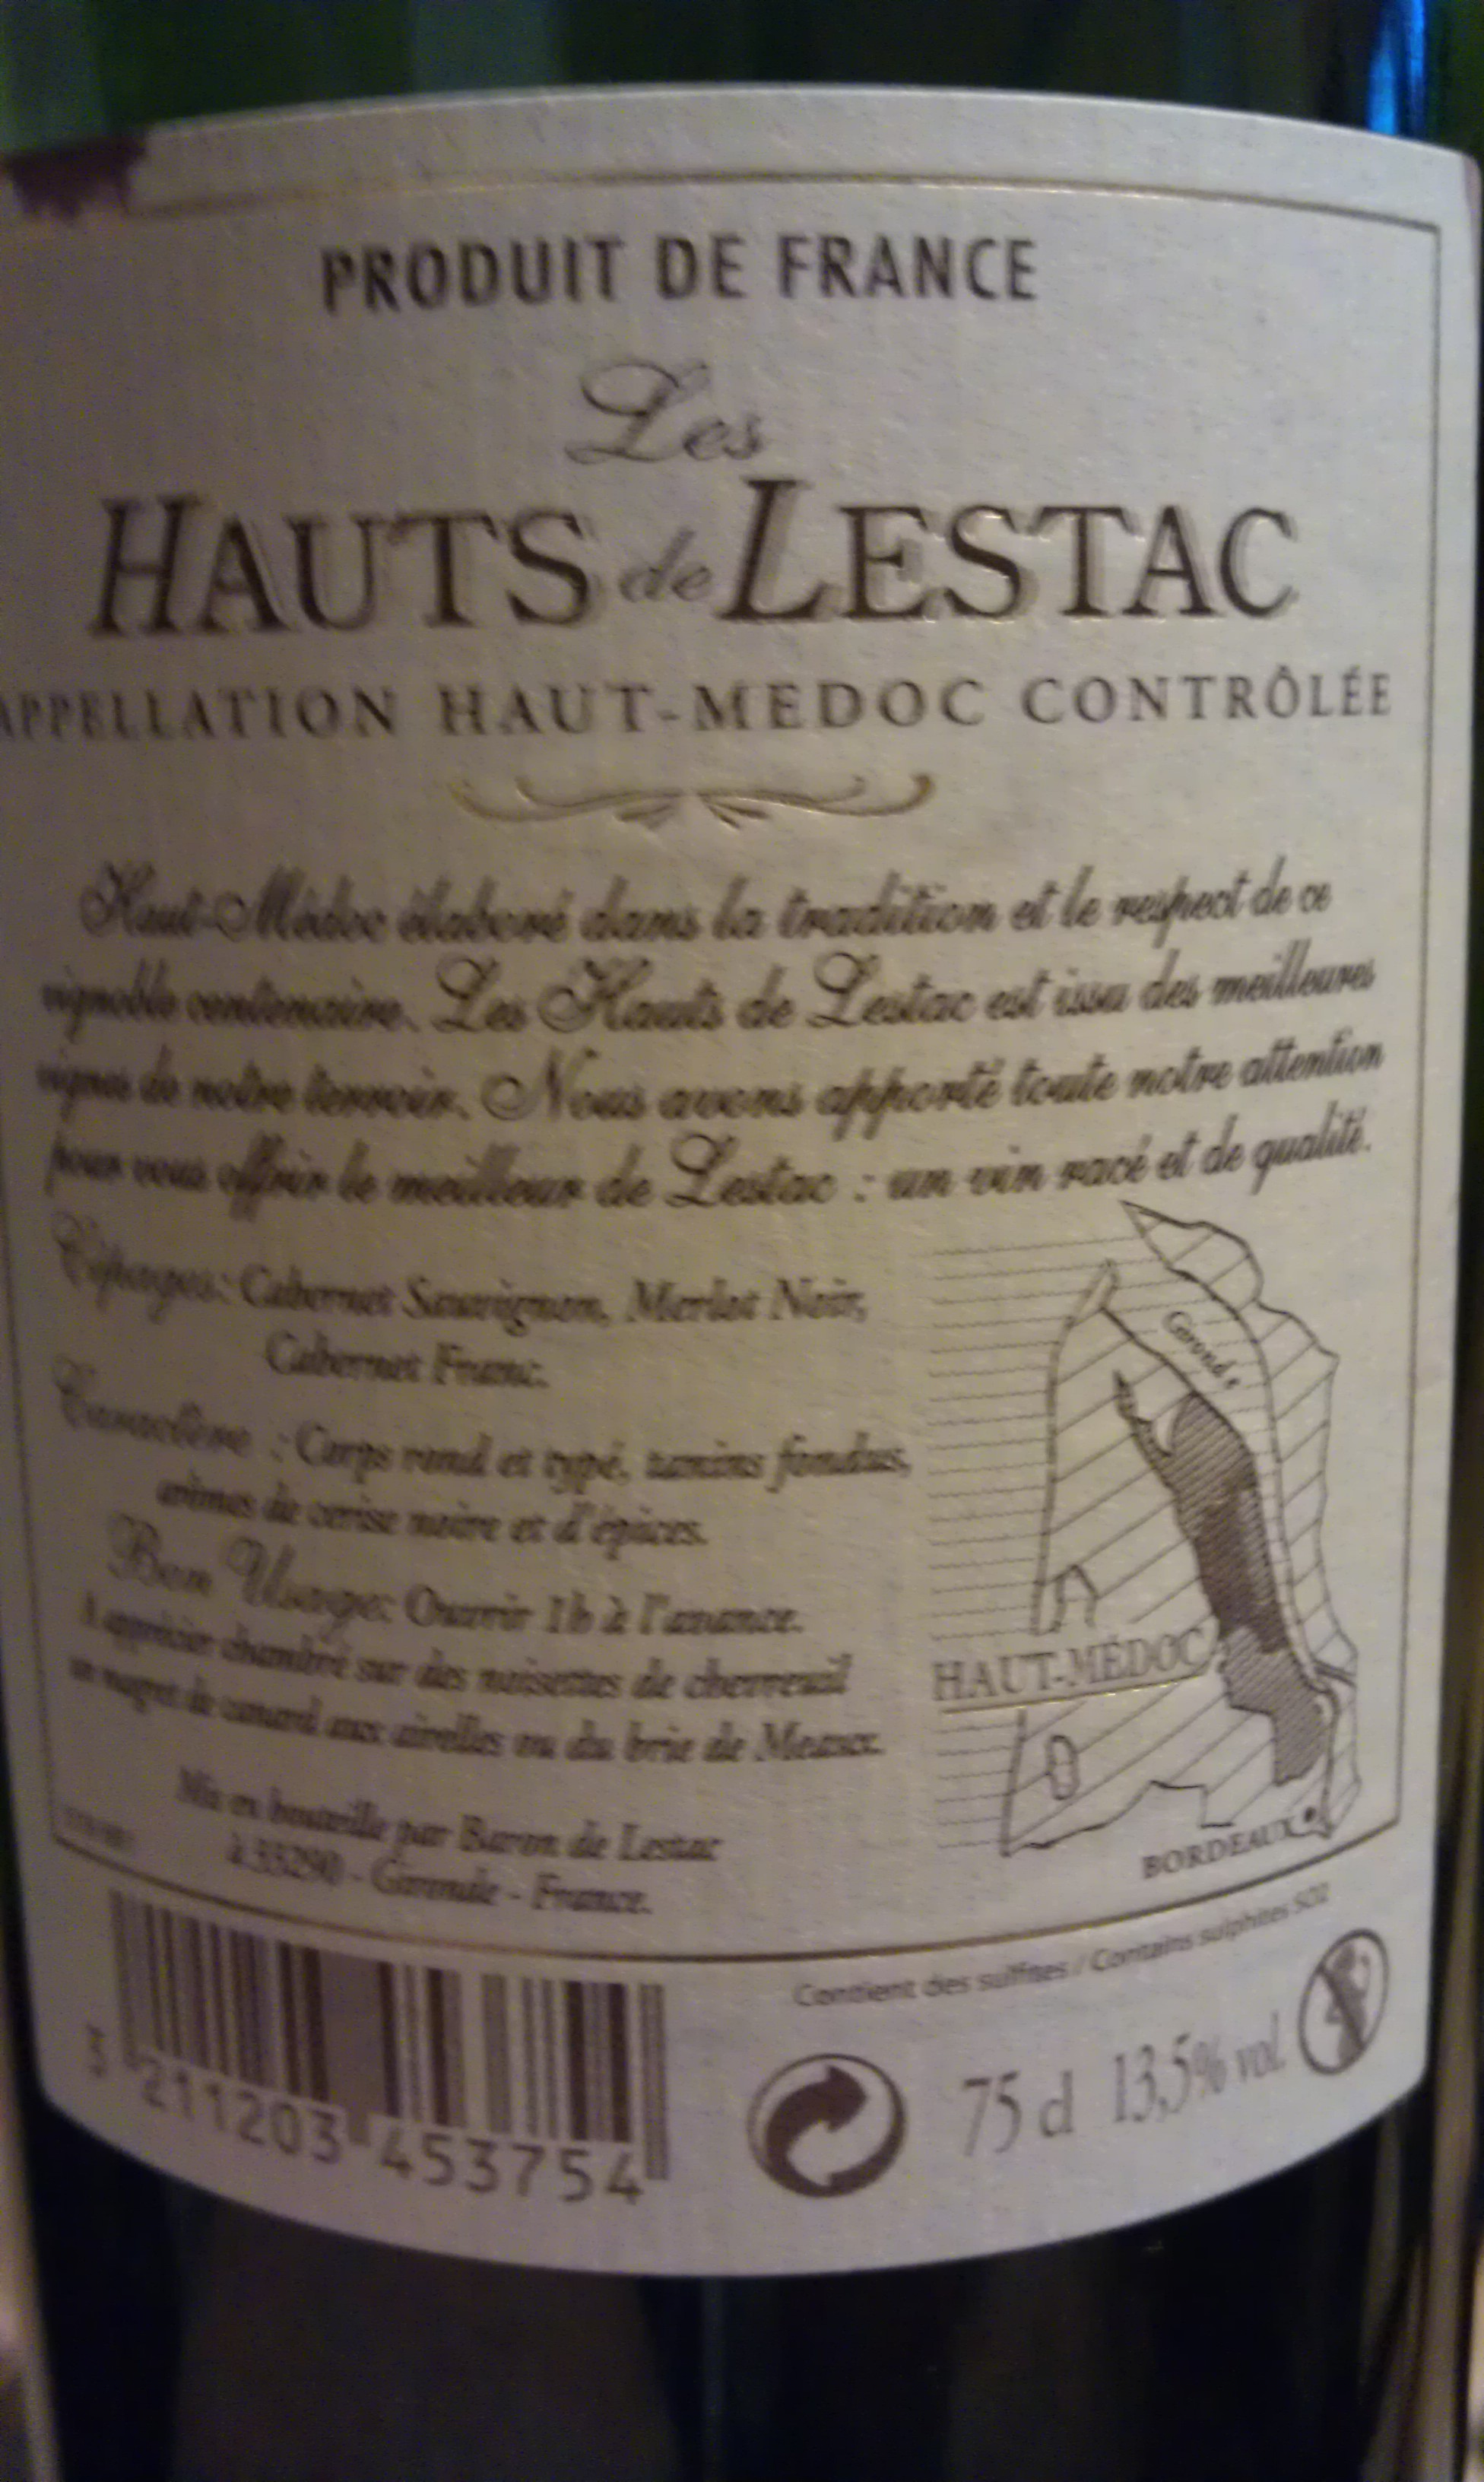 PRODUIT DE FRANCE
Les
HAUTS de LESTAC
APPELLATION HAUT-MEDOC CONTRÔLÉE
Haut-Médoc élaboré dans la tradition et le respect de ce
vignoble centenaire. Les Hauts de Lestac est issu des meilleures
vignes de notre terroir. Nous avons apporté toute notre attention
pour vous offrir le meilleur de Lestac : un vin racé et de qualité.
Cépages: Cabernet Sauvignon, Merlot Noir,
Cabernet Franc.
Caractère : Corps rond et typé, tanins fondus,
arômes de cerise noire et d'épices.
Bon Usage: Ouvrir 1h à l'avance.
A apprécier chambré sur des noisettes de chevreuil
un magret de canard aux airelles ou du brie de Meaux.
Mis en bouteille par Baron de Lestac
à 33290 - Gironde - France.
Gironde
HAUT-MÉDOC
BORDEAUX
Contient des sulfites / Contains sulphites SO2
3 211203 453754
75 cl 13,5% vol.